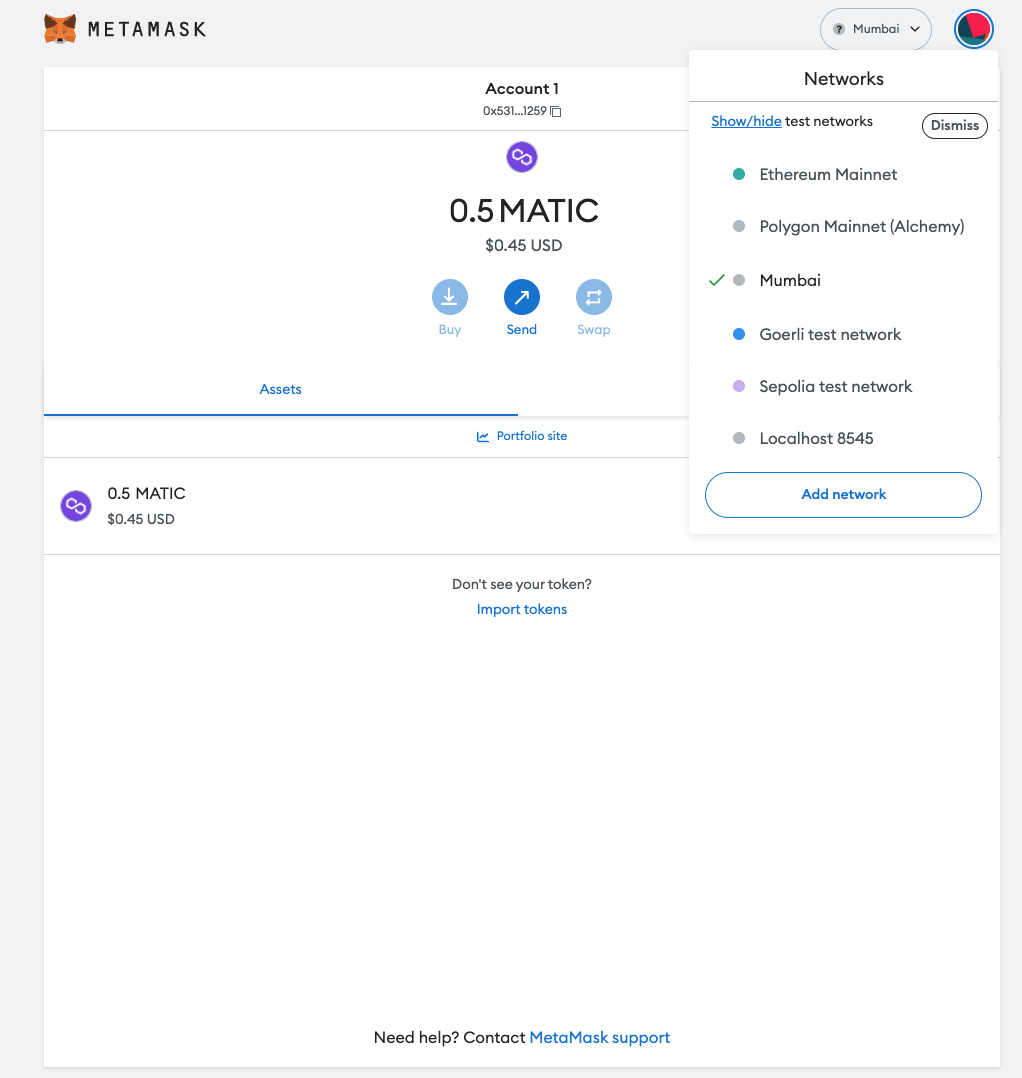 METAMASK
? Mumbai
Account 1
0x531...1259
0.5 MATIC
$0.45 USD
Buy
Send
Swap
Assets
Portfolio site
0.5 MATIC
$0.45 USD
Don't see your token?
Import tokens
Need help? Contact MetaMask support
Networks
Show/hide test networks
Dismiss
Ethereum Mainnet
Polygon Mainnet (Alchemy)
Mumbai
Goerli test network
Sepolia test network
Localhost 8545
Add network